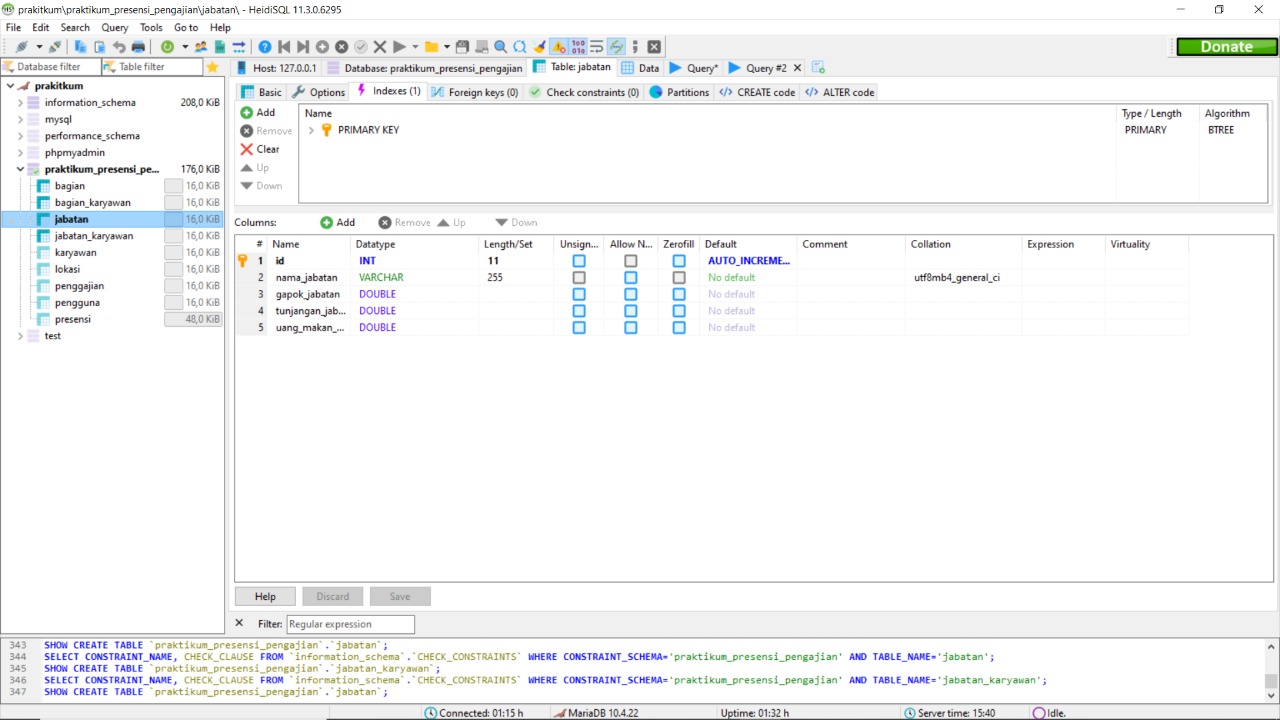 prakitkum\praktikum_presensi_pengajian\jabatan\ - HeidiSQL 11.3.0.6295
File Edit Search Query Tools Go to Help
Donate
Database filter Table filter
Host: 127.0.0.1 Database: praktikum_presensi_pengajian Table: jabatan Data Query* Query #2
prakitkum
information_schema 208,0 KiB
mysql
performance_schema
phpmyadmin
praktikum_presensi_pe... 176,0 KiB
bagian 16,0 KiB
bagian_karyawan 16,0 KiB
jabatan 16,0 KiB
jabatan_karyawan 16,0 KiB
karyawan 16,0 KiB
lokasi 16,0 KiB
penggajian 16,0 KiB
pengguna 16,0 KiB
presensi 48,0 KiB
test
Basic Options Indexes (1) Foreign keys (0) Check constraints (0) Partitions CREATE code ALTER code
Add
Remove
Clear
Up
Down
Name Type / Length Algorithm
PRIMARY KEY PRIMARY BTREE
Columns: Add Remove Up Down
# Name Datatype Length/Set Unsign... Allow N... Zerofill Default Comment Collation Expression Virtuality
1 id INT 11 AUTO_INCREME...
2 nama_jabatan VARCHAR 255 No default utf8mb4_general_ci
3 gapok_jabatan DOUBLE No default
4 tunjangan_jab... DOUBLE No default
5 uang_makan_... DOUBLE No default
Help Discard Save
Filter: Regular expression
343 SHOW CREATE TABLE `praktikum_presensi_pengajian`.`jabatan`;
344 SELECT CONSTRAINT_NAME, CHECK_CLAUSE FROM `information_schema`.`CHECK_CONSTRAINTS` WHERE CONSTRAINT_SCHEMA='praktikum_presensi_pengajian' AND TABLE_NAME='jabatan';
345 SHOW CREATE TABLE `praktikum_presensi_pengajian`.`jabatan_karyawan`;
346 SELECT CONSTRAINT_NAME, CHECK_CLAUSE FROM `information_schema`.`CHECK_CONSTRAINTS` WHERE CONSTRAINT_SCHEMA='praktikum_presensi_pengajian' AND TABLE_NAME='jabatan_karyawan';
347 SHOW CREATE TABLE `praktikum_presensi_pengajian`.`jabatan`;
Connected: 01:15 h MariaDB 10.4.22 Uptime: 01:32 h Server time: 15:40 Idle.